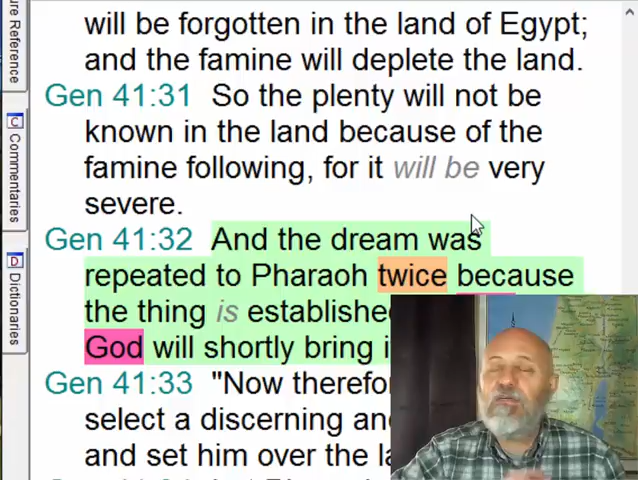 ure Reference
Commentaries
Dictionaries
will be forgotten in the land of Egypt;
and the famine will deplete the land.
Gen 41:31 So the plenty will not be
known in the land because of the
famine following, for it will be very
severe.
Gen 41:32 And the dream was
repeated to Pharaoh twice because
the thing is establishe
God will shortly bring i
Gen 41:33 "Now therefo
select a discerning an
and set him over the la